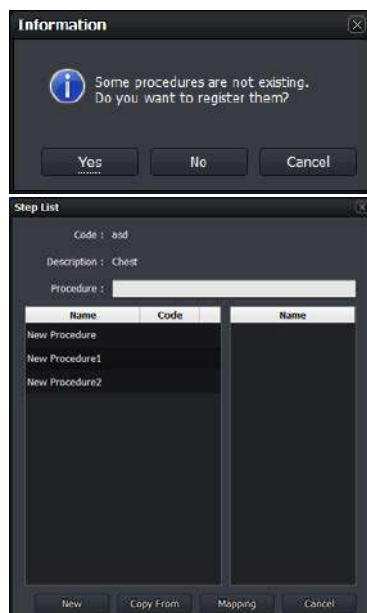 Information
Some procedures are not existing.
Do you want to register them?
Yes No Cancel
Step List
Code : asd
Description : Chest
Procedure :
Name Code Name
New Procedure
New Procedure1
New Procedure2
New Copy From Mapping Cancel